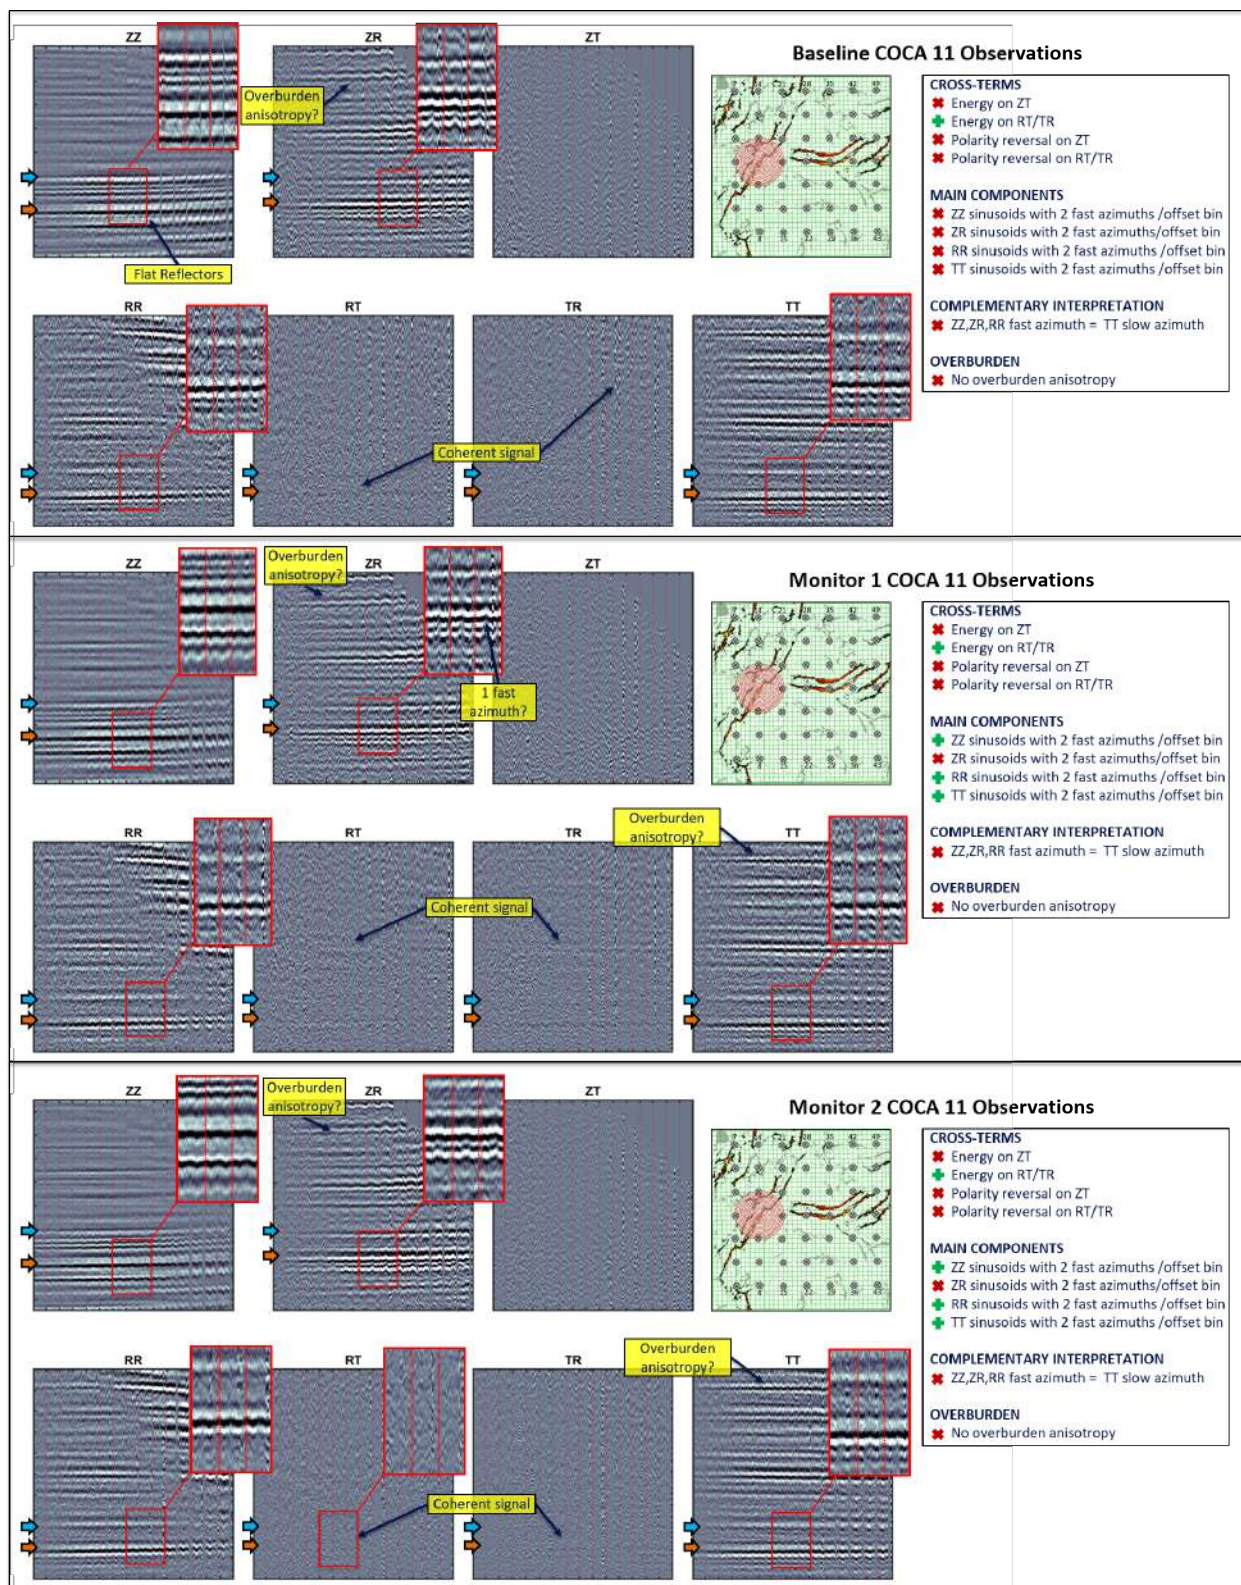 ZZ
ZR
ZT
Baseline COCA 11 Observations
Overburden
anisotropy?
Flat Reflectors
CROSS-TERMS
Energy on ZT
Energy on RT/TR
Polarity reversal on ZT
Polarity reversal on RT/TR
MAIN COMPONENTS
ZZ sinusoids with 2 fast azimuths /offset bin
ZR sinusoids with 2 fast azimuths/offset bin
RR sinusoids with 2 fast azimuths/offset bin
TT sinusoids with 2 fast azimuths /offset bin
COMPLEMENTARY INTERPRETATION
ZZ,ZR,RR fast azimuth = TT slow azimuth
OVERBURDEN
No overburden anisotropy
RR
RT
TR
TT
Coherent signal
ZZ
ZR
ZT
Monitor 1 COCA 11 Observations
Overburden
anisotropy?
1 fast
azimuth?
CROSS-TERMS
Energy on ZT
Energy on RT/TR
Polarity reversal on ZT
Polarity reversal on RT/TR
MAIN COMPONENTS
ZZ sinusoids with 2 fast azimuths /offset bin
ZR sinusoids with 2 fast azimuths/offset bin
RR sinusoids with 2 fast azimuths/offset bin
TT sinusoids with 2 fast azimuths /offset bin
COMPLEMENTARY INTERPRETATION
ZZ,ZR,RR fast azimuth = TT slow azimuth
OVERBURDEN
No overburden anisotropy
RR
RT
TR
TT
Overburden
anisotropy?
Coherent signal
ZZ
ZR
ZT
Monitor 2 COCA 11 Observations
Overburden
anisotropy?
CROSS-TERMS
Energy on ZT
Energy on RT/TR
Polarity reversal on ZT
Polarity reversal on RT/TR
MAIN COMPONENTS
ZZ sinusoids with 2 fast azimuths /offset bin
ZR sinusoids with 2 fast azimuths/offset bin
RR sinusoids with 2 fast azimuths/offset bin
TT sinusoids with 2 fast azimuths /offset bin
COMPLEMENTARY INTERPRETATION
ZZ,ZR,RR fast azimuth = TT slow azimuth
OVERBURDEN
No overburden anisotropy
RR
RT
TR
TT
Overburden
anisotropy?
Coherent signal